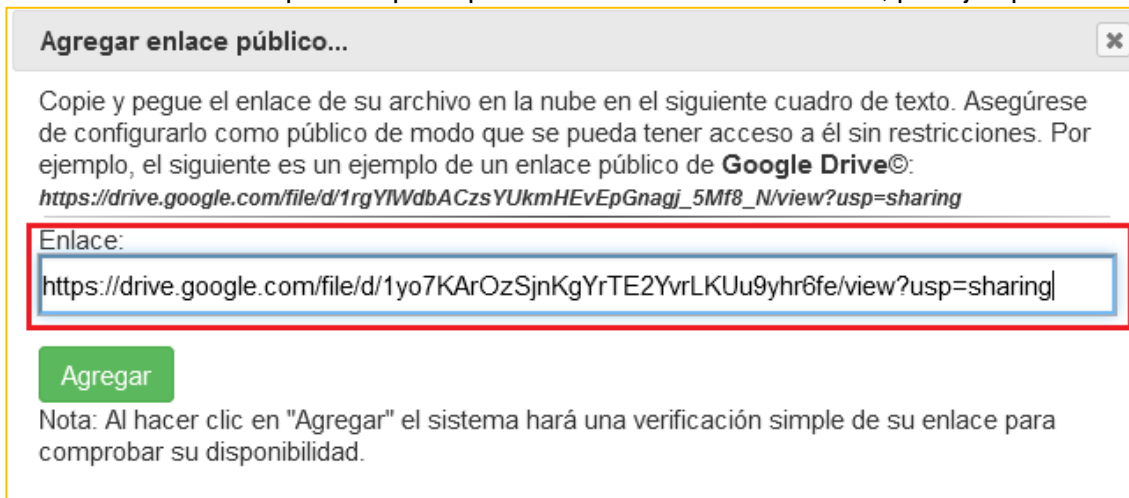 Agregar enlace público...
Copie y pegue el enlace de su archivo en la nube en el siguiente cuadro de texto. Asegúrese
de configurarlo como público de modo que se pueda tener acceso a él sin restricciones. Por
ejemplo, el siguiente es un ejemplo de un enlace público de Google Drive©:
https://drive.google.com/file/d/1rgYlWdbACzsYUkmHEvEpGnagj_5Mf8_N/view?usp=sharing
Enlace:
https://drive.google.com/file/d/1yo7KArOzSjnKgYrTE2YvrLKUu9yhr6fe/view?usp=sharing
Agregar
Nota: Al hacer clic en "Agregar" el sistema hará una verificación simple de su enlace para
comprobar su disponibilidad.